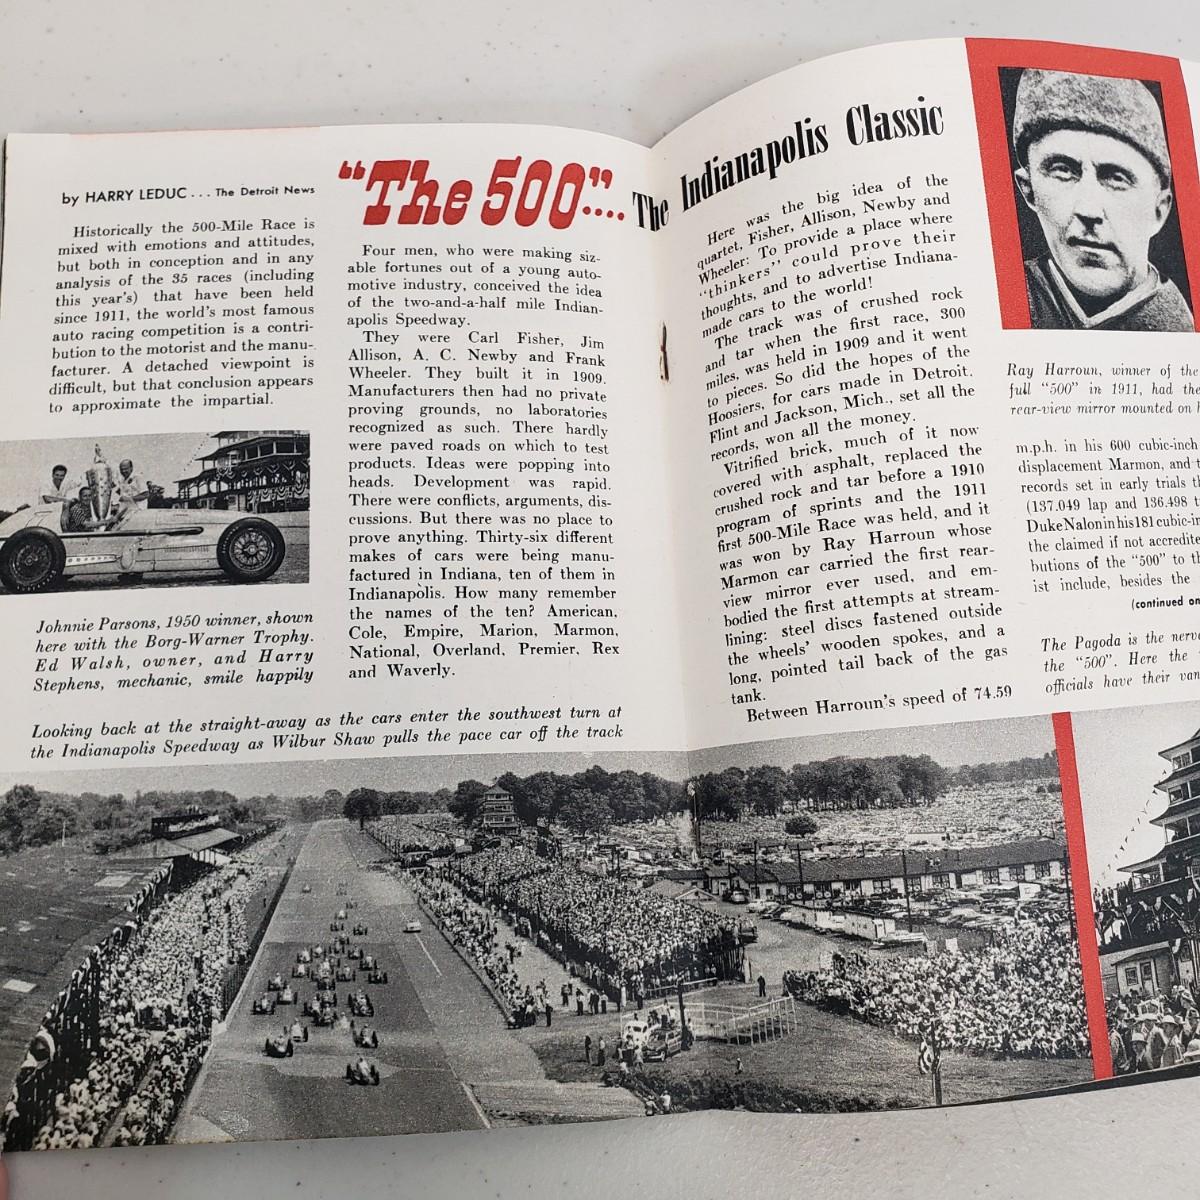 by HARRY LEDUC ... The Detroit News
Historically the 500-Mile Race is
mixed with emotions and attitudes,
but both in conception and in any
analysis of the 35 races (including
this year's) that have been held
since 1911, the world's most famous
auto racing competition is a contri-
bution to the motorist and the manu-
facturer. A detached viewpoint is
difficult, but that conclusion appears
to approximate the impartial.
Johnnie Parsons, 1950 winner, shown
here with the Borg-Warner Trophy.
Ed Walsh, owner, and Harry
Stephens, mechanic, smile happily
"The 500".... The Indianapolis Classic
Four men, who were making siz-
able fortunes out of a young auto-
motive industry, conceived the idea
of the two-and-a-half mile Indian-
apolis Speedway.
They were Carl Fisher, Jim
Allison, A. C. Newby and Frank
Wheeler. They built it in 1909.
Manufacturers then had no private
proving grounds, no laboratories
recognized as such. There hardly
were paved roads on which to test
products. Ideas were popping into
heads. Development was rapid.
There were conflicts, arguments, dis-
cussions. But there was no place to
prove anything. Thirty-six different
makes of cars were being manu-
factured in Indiana, ten of them in
Indianapolis. How many remember
the names of the ten? American,
Cole, Empire, Marion, Marmon,
National, Overland, Premier, Rex
and Waverly.
Looking back at the straight-away as the cars enter the southwest turn at
the Indianapolis Speedway as Wilbur Shaw pulls the pace car off the track
Here was the big idea of the
quartet, Fisher, Allison, Newby and
Wheeler: To provide a place where
"thinkers" could prove their
thoughts, and to advertise Indiana-
made cars to the world!
The track was of crushed rock
and tar when the first race, 300
miles, was held in 1909 and it went
to pieces. So did the hopes of the
Hoosiers, for cars made in Detroit.
Flint and Jackson, Mich., set all the
records, won all the money.
Vitrified brick, much of it now
covered with asphalt, replaced the
crushed rock and tar before a 1910
program of sprints and the 1911
first 500-Mile Race was held, and it
was won by Ray Harroun whose
Marmon car carried the first rear-
view mirror ever used, and em-
bodied the first attempts at stream-
lining: steel discs fastened outside
the wheels' wooden spokes, and a
long, pointed tail back of the gas
tank.
Between Harroun's speed of 74.59
Ray Harroun, winner of the
full "500" in 1911, had the
rear-view mirror mounted on
m.p.h. in his 600 cubic-inch
displacement Marmon, and
records set in early trials
(137.049 lap and 136.498
Duke Nalon in his 181 cubic-
the claimed if not accredite
butions of the "500" to
ist include, besides the
(continued on
The Pagoda is the nerve
the "500". Here the
officials have their van